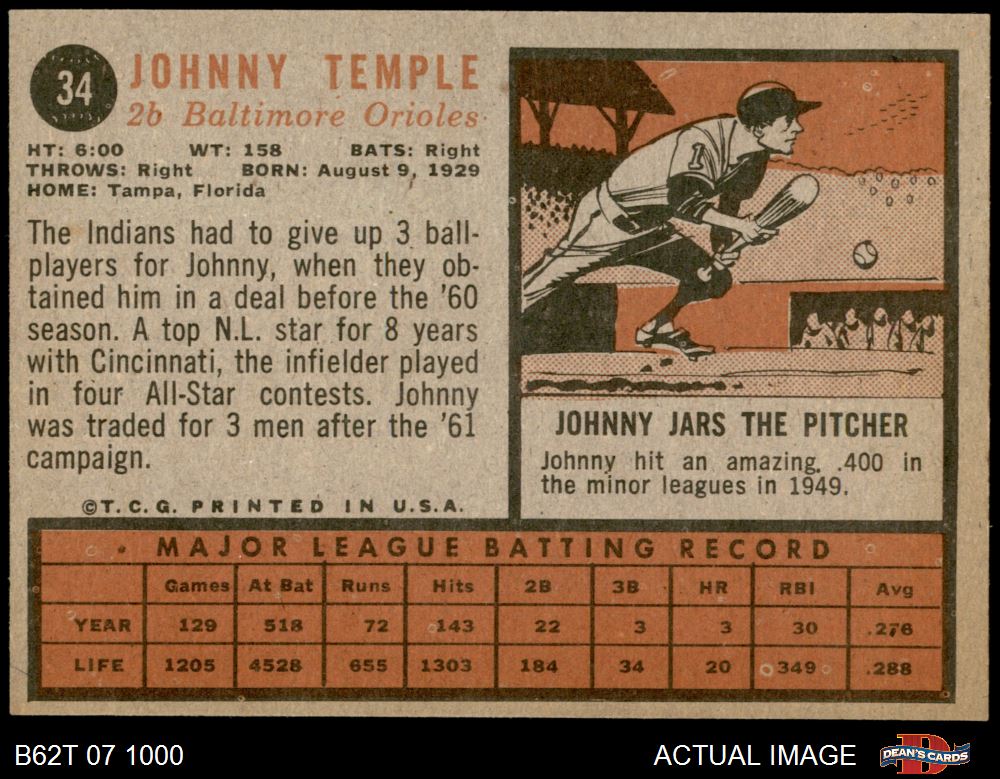 34
JOHNNY TEMPLE
2b Baltimore Orioles
HT: 6:00 WT: 158 BATS: Right
THROWS: Right BORN: August 9, 1929
HOME: Tampa, Florida
The Indians had to give up 3 ball-
players for Johnny, when they ob-
tained him in a deal before the '60
season. A top N.L. star for 8 years
with Cincinnati, the infielder played
in four All-Star contests. Johnny
was traded for 3 men after the '61
campaign.
©T.C.G. PRINTED IN U.S.A.
1
JOHNNY JARS THE PITCHER
Johnny hit an amazing .400 in
the minor leagues in 1949.
MAJOR LEAGUE BATTING RECORD
Games At Bat Runs Hits 2B 3B HR RBI Avg
YEAR 129 518 72 143 22 3 3 30 .276
LIFE 1205 4528 655 1303 184 34 20 349 .288
B62T 07 1000
ACTUAL IMAGE
D
DEAN'S CARDS